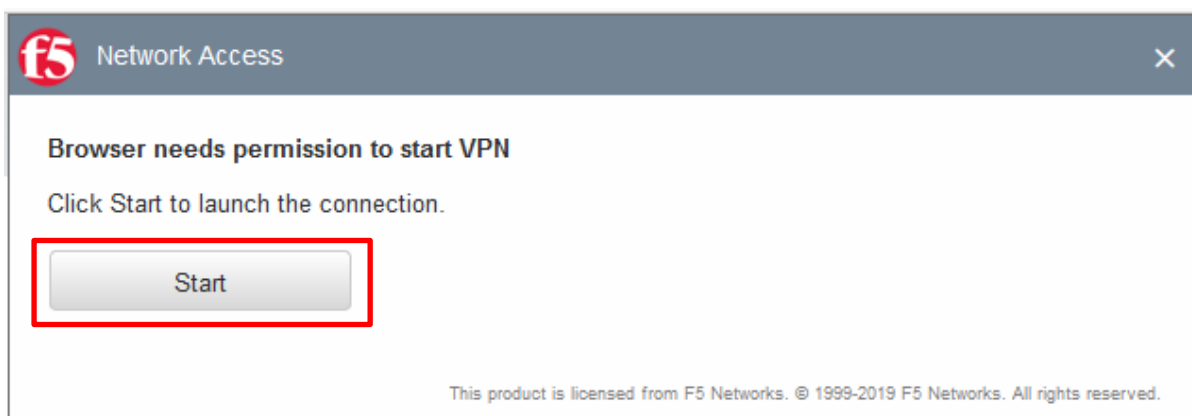 f5 Network Access
Browser needs permission to start VPN
Click Start to launch the connection.
Start
This product is licensed from F5 Networks. © 1999-2019 F5 Networks. All rights reserved.